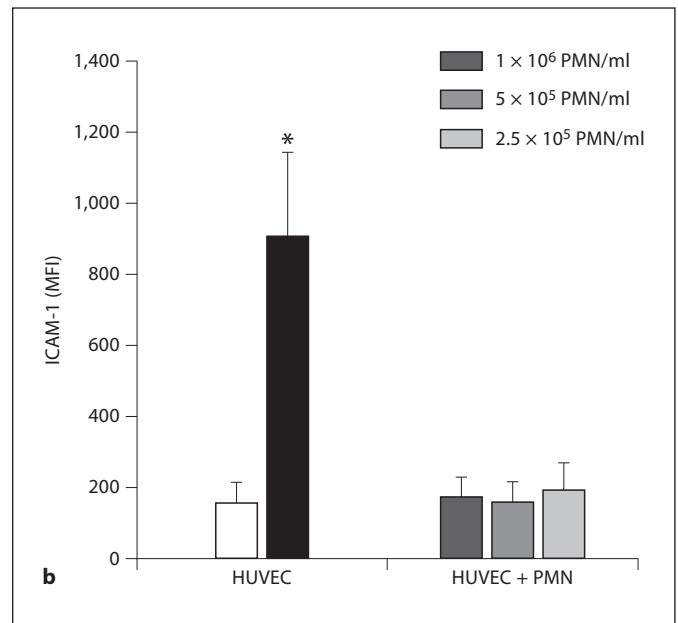 1 × 10⁶ PMN/ml
5 × 10⁵ PMN/ml
2.5 × 10⁵ PMN/ml
1,400
1,200
1,000
800
600
400
200
0
ICAM-1 (MFI)
*
HUVEC
HUVEC + PMN
b